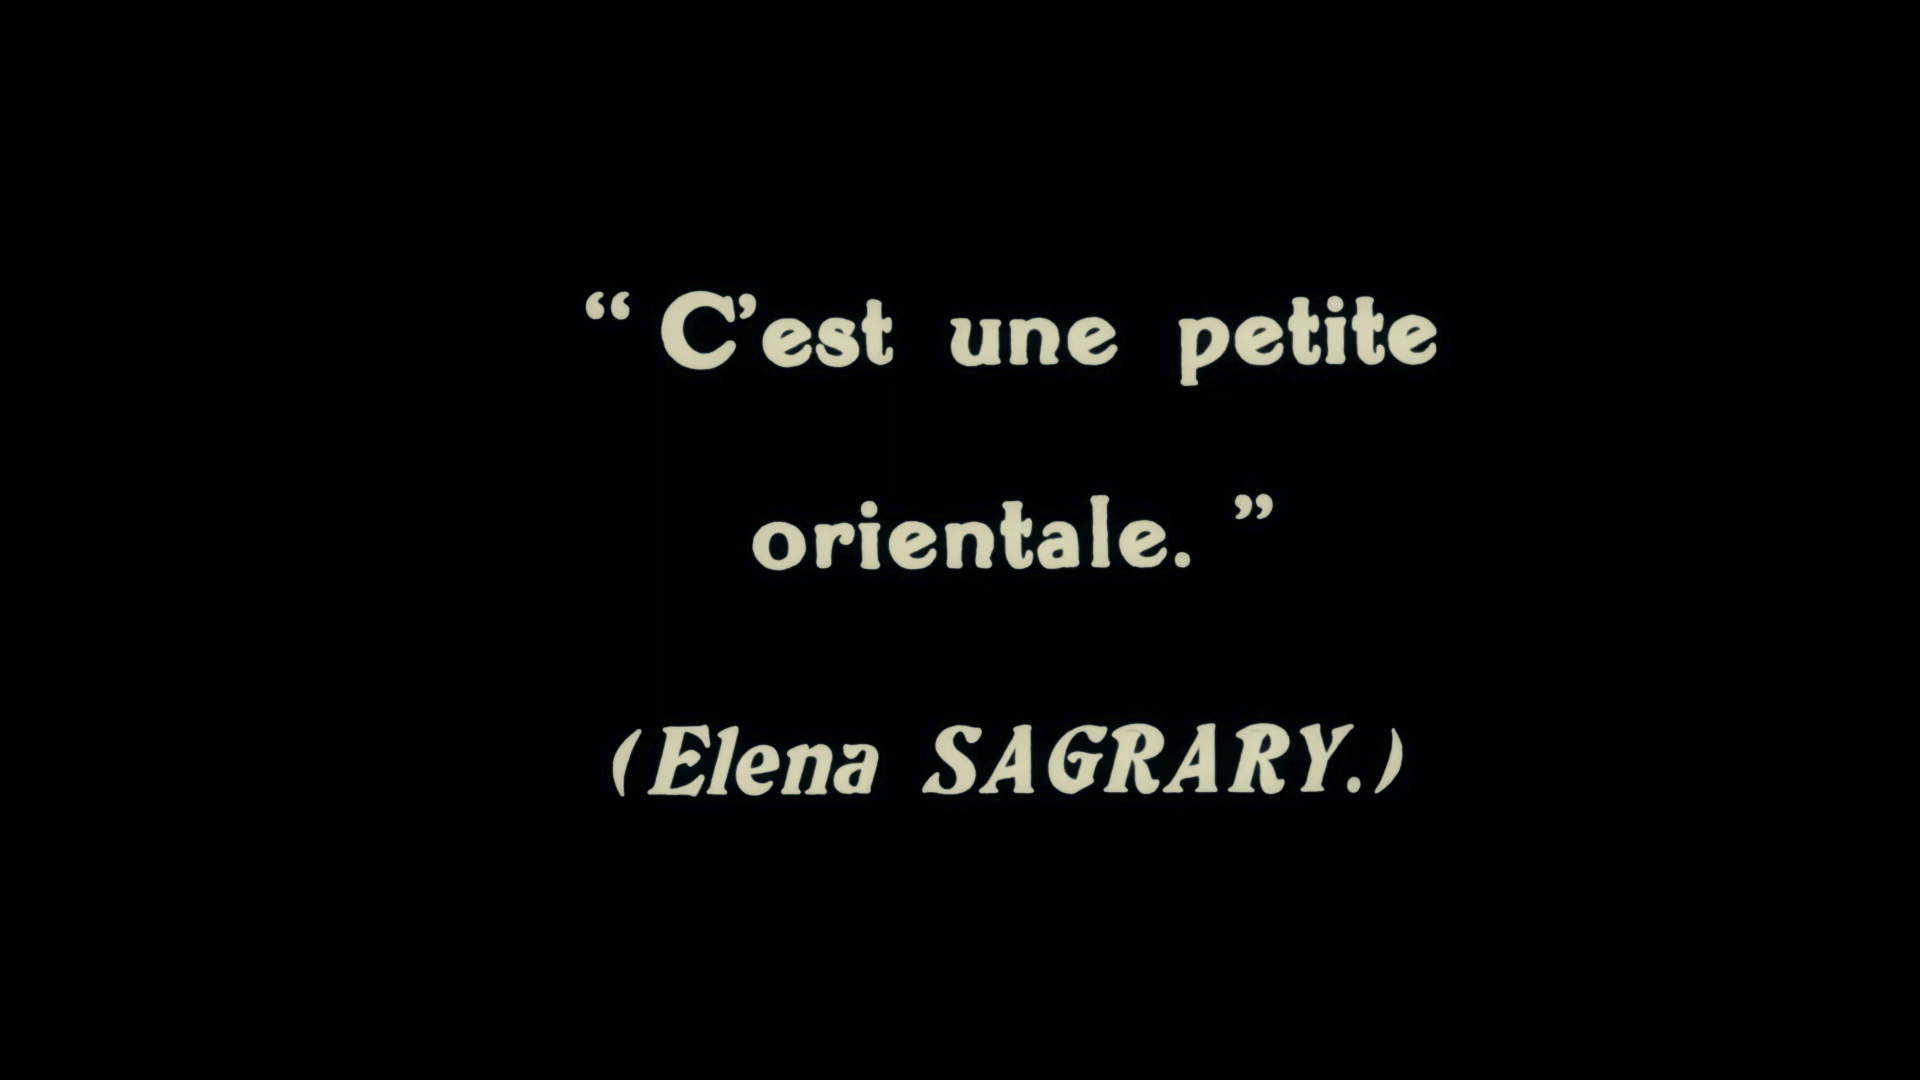 “ C’est une petite
orientale. ”
(Elena SAGRARY.)